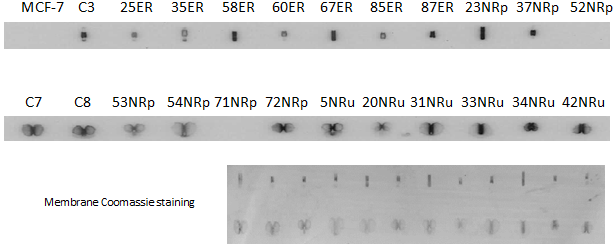 MCF-7 C3 25ER 35ER 58ER 60ER 67ER 85ER 87ER 23NRp 37NRp 52NRp
C7 C8 53NRp 54NRp 71NRp 72NRp 5NRu 20NRu 31NRu 33NRu 34NRu 42NRu
Membrane Coomassie staining